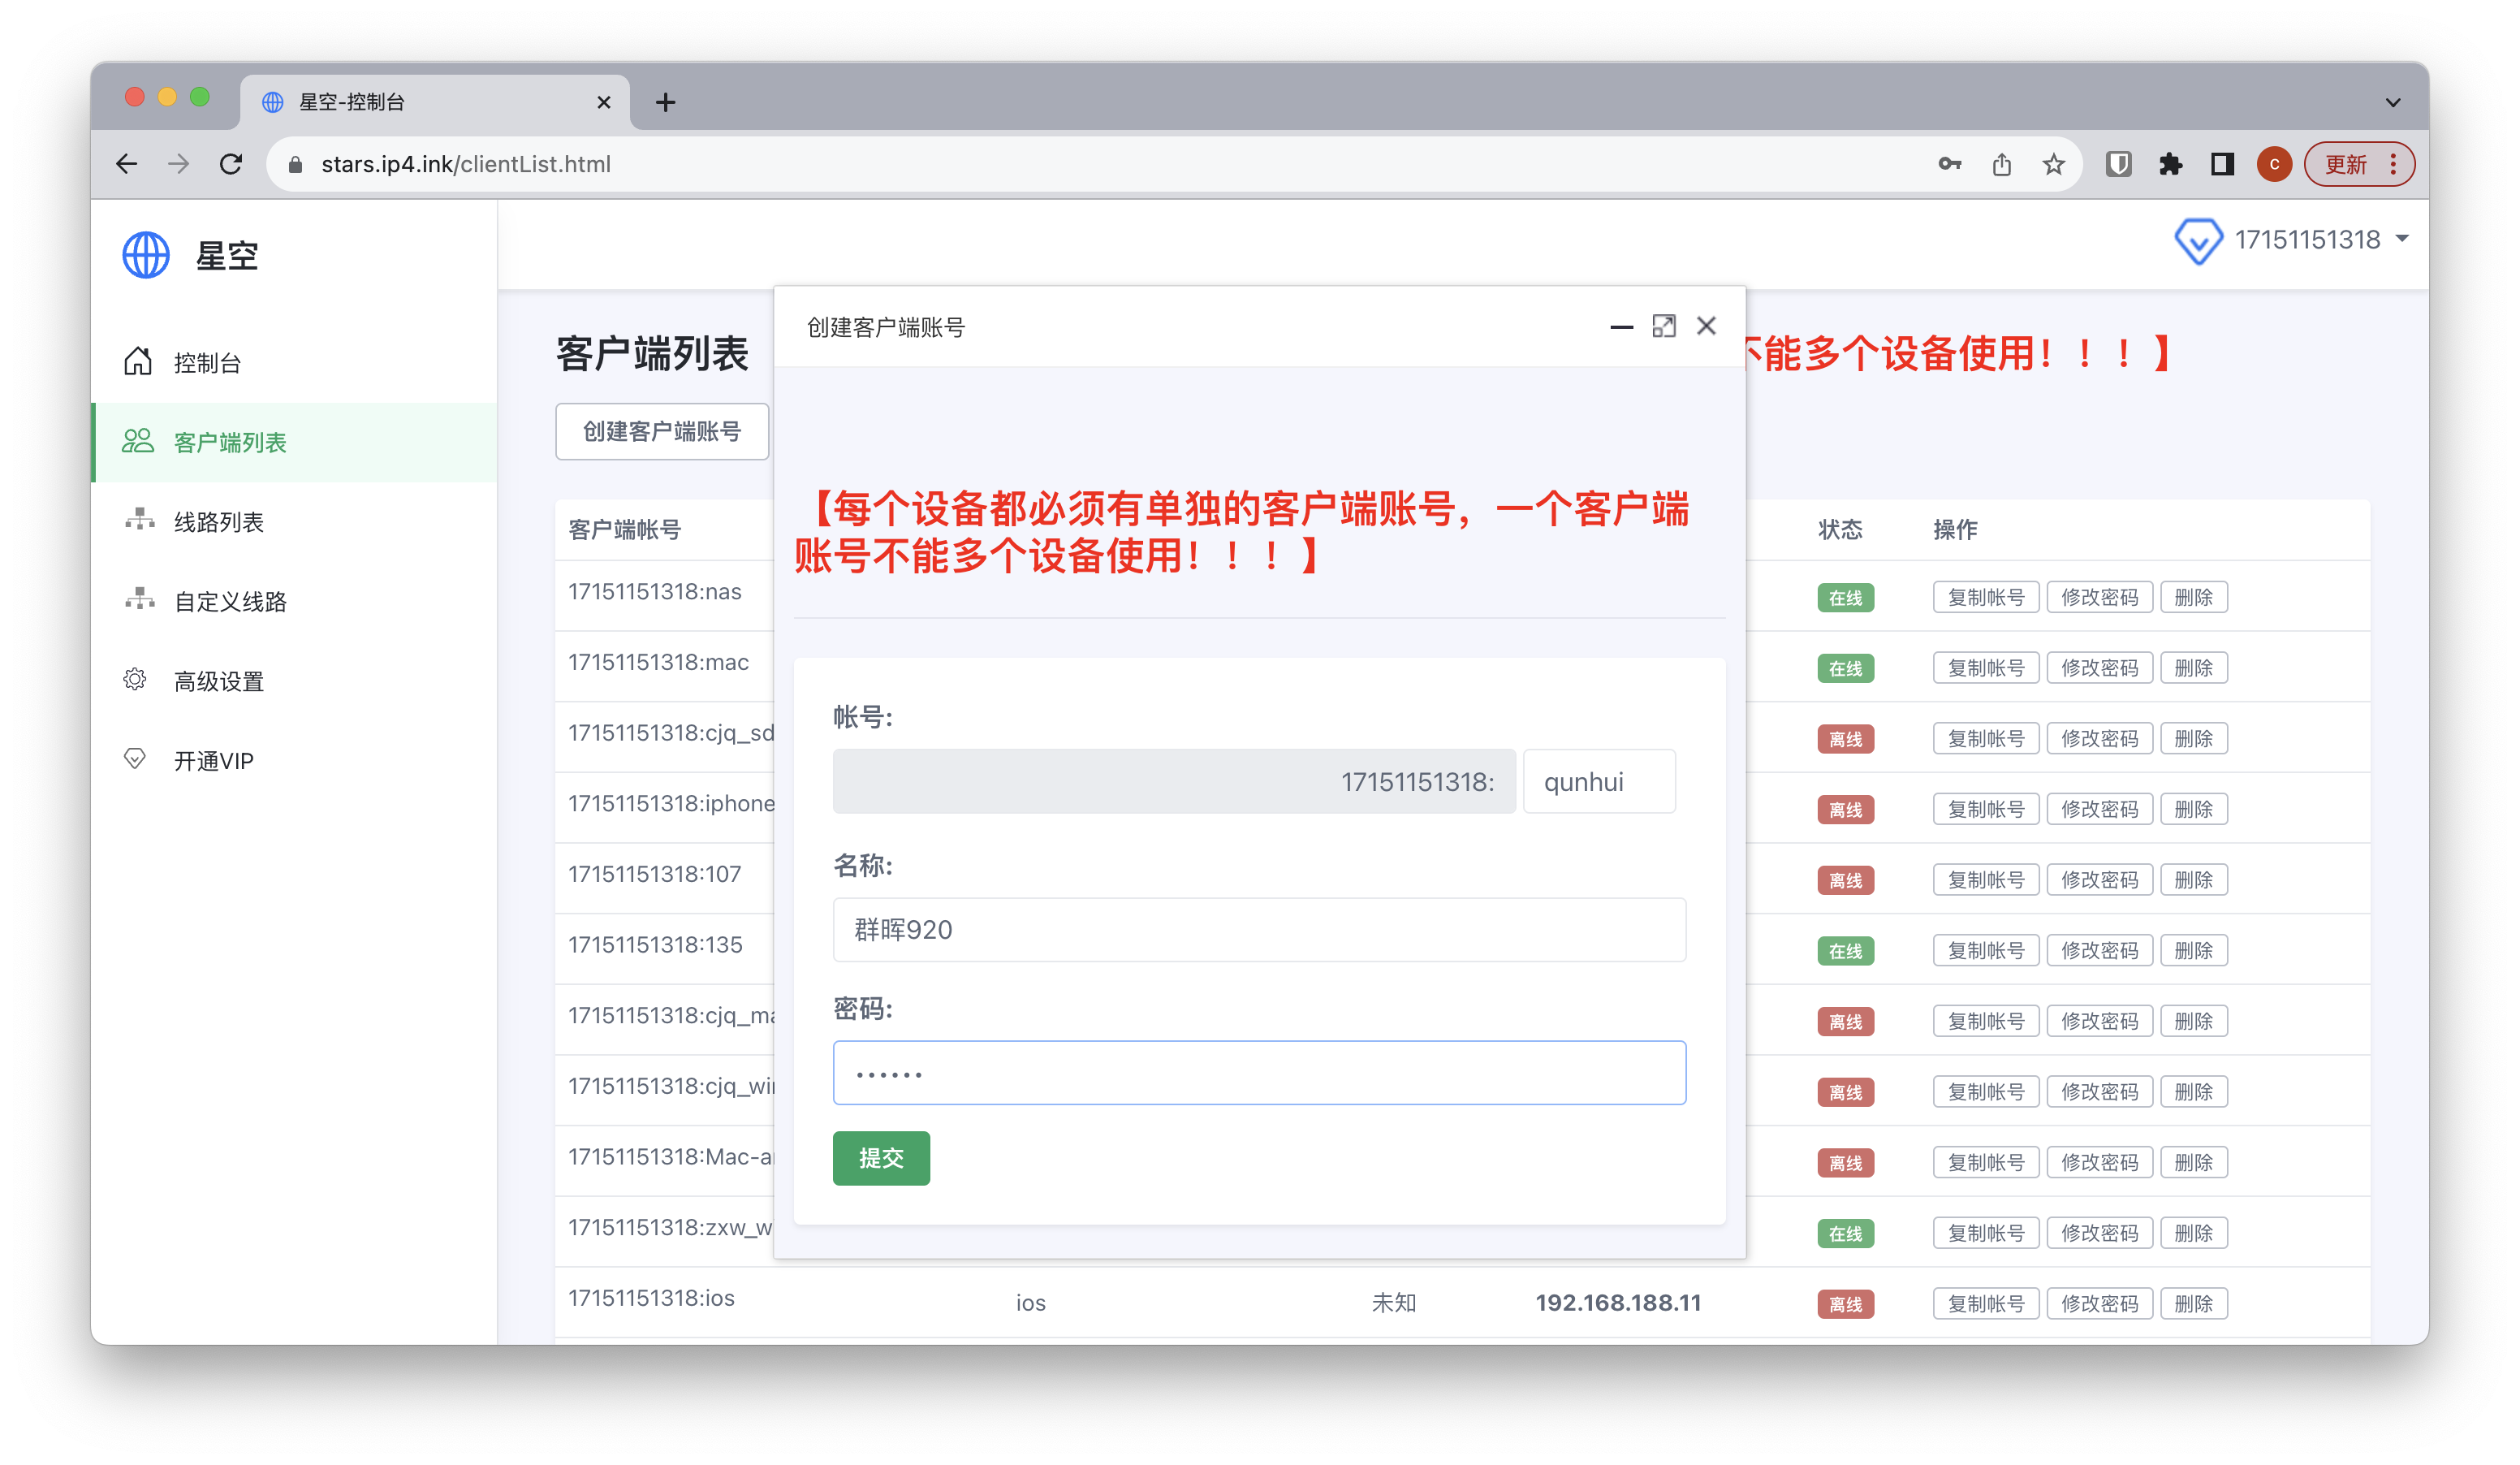 星空-控制台
stars.ip4.ink/clientList.html
C
更新
星空
17151151318
控制台
客户端列表
线路列表
自定义线路
高级设置
开通VIP
客户端列表
不能多个设备使用！！！】
创建客户端账号
客户端帐号 状态 操作
17151151318:nas 在线 复制帐号 修改密码 删除
17151151318:mac 在线 复制帐号 修改密码 删除
17151151318:cjq_sd 离线 复制帐号 修改密码 删除
17151151318:iphone 离线 复制帐号 修改密码 删除
17151151318:107 离线 复制帐号 修改密码 删除
17151151318:135 在线 复制帐号 修改密码 删除
17151151318:cjq_ma 离线 复制帐号 修改密码 删除
17151151318:cjq_win 离线 复制帐号 修改密码 删除
17151151318:Mac-ar 离线 复制帐号 修改密码 删除
17151151318:zxw_w 在线 复制帐号 修改密码 删除
17151151318:ios ios 未知 192.168.188.11 离线 复制帐号 修改密码 删除
创建客户端账号
【每个设备都必须有单独的客户端账号，一个客户端
账号不能多个设备使用！！！】
帐号:
17151151318: qunhui
名称:
群晖920
密码:
••••••
提交